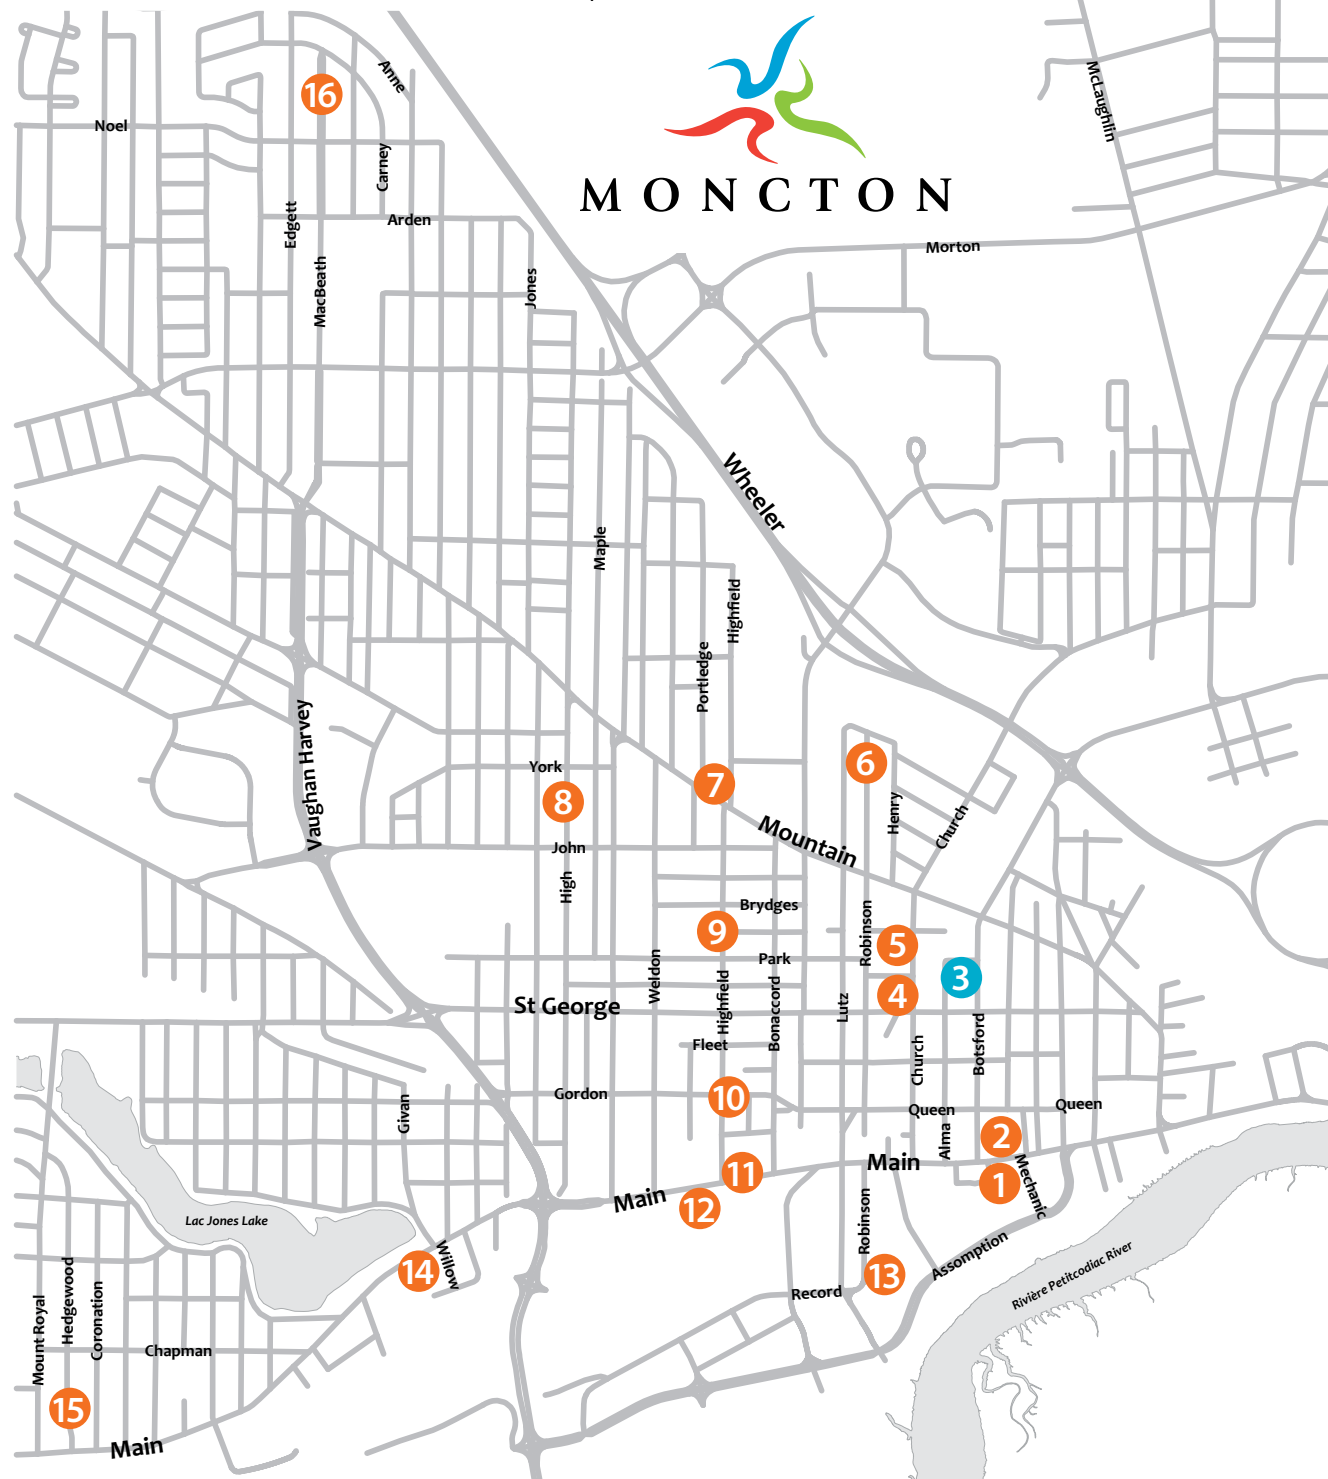 Anne
16
McLaughlin
Noel
Carney
MONCTON
Edgett
Arden
MacBeath
Morton
Jones
Wheeler
Maple
Highfield
Portledge
Vaughan Harvey
York
8
7
6
Henry
Church
Mountain
John
High
Brydges
9
Robinson
5
Park
Weldon
3
4
St George
Highfield
Bonaccord
Lutz
Botsford
Fleet
Church
Gordon
10
Givan
Queen
Queen
Alma
2
Main
11
Mechanic
1
Main
12
Robinson
Lac Jones Lake
Willow
14
13
Assomption
Rivière Petitcodiac River
Record
Mount Royal
Hedgewood
Coronation
Chapman
15
Main